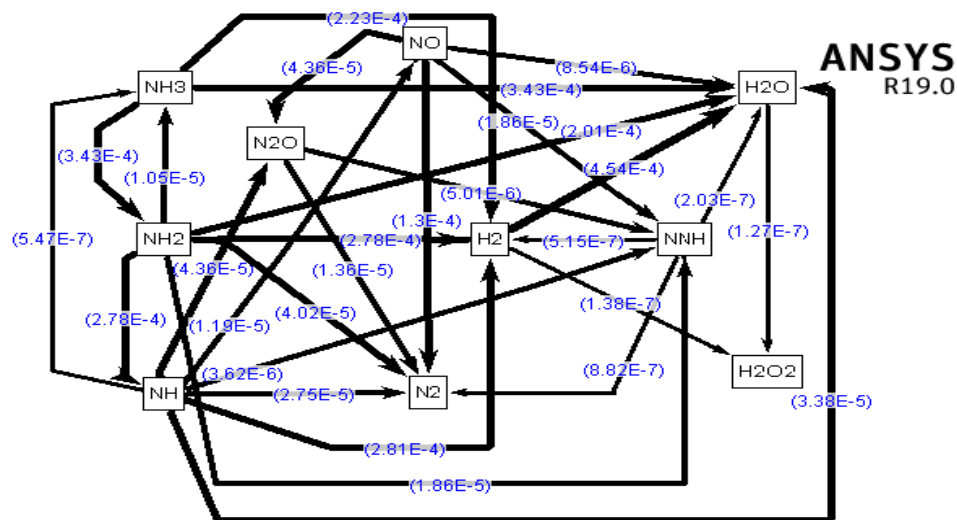 (2.23E-4)
NO
ANSYS
R19.0
(4.36E-5)
(8.54E-6)
NH3
(3.43E-4)
H2O
(1.86E-5)
N2O
(2.01E-4)
(3.43E-4)
(4.54E-4)
(1.05E-5)
(5.01E-6)
(2.03E-7)
(1.3E-4)
(1.27E-7)
NH2
(5.47E-7)
(2.78E-4)
H2
(5.15E-7)
NNH
(4.36E-5)
(1.36E-5)
(1.38E-7)
(4.02E-5)
(2.78E-4)
(1.19E-5)
(3.62E-6)
(8.82E-7)
H2O2
NH
(2.75E-5)
N2
(3.38E-5)
(2.81E-4)
(1.86E-5)